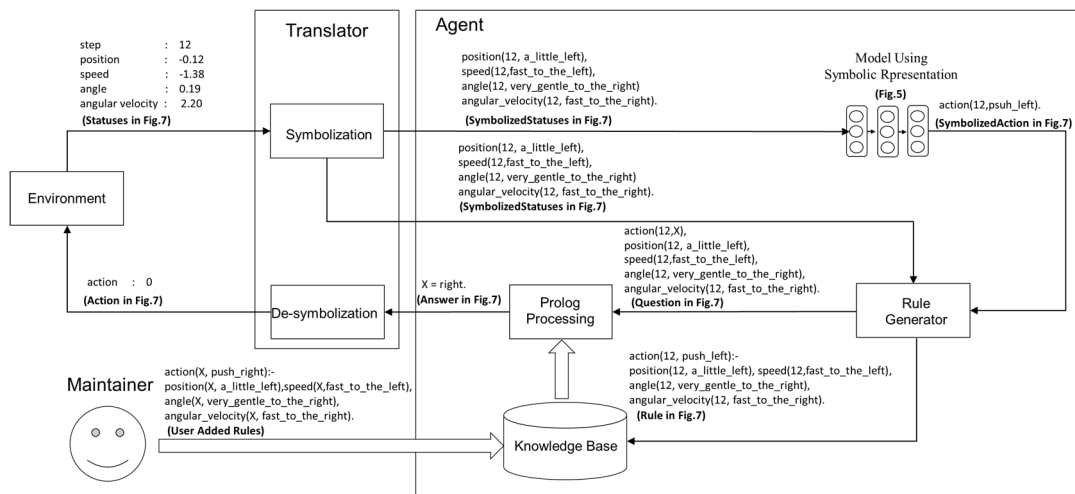 Translator
Agent
step : 12
position : -0.12
speed : -1.38
angle : 0.19
angular velocity : 2.20
(Statuses in Fig.7)
Symbolization
position(12, a_little_left),
speed(12,fast_to_the_left),
angle(12, very_gentle_to_the_right)
angular_velocity(12, fast_to_the_right).
(SymbolizedStatuses in Fig.7)
Model Using
Symbolic Rpresentation
(Fig.5)
action(12,psuh_left).
(SymbolizedAction in Fig.7)
position(12, a_little_left),
speed(12,fast_to_the_left),
angle(12, very_gentle_to_the_right)
angular_velocity(12, fast_to_the_right).
(SymbolizedStatuses in Fig.7)
Environment
action(12,X),
position(12, a_little_left),
speed(12,fast_to_the_left),
angle(12, very_gentle_to_the_right),
angular_velocity(12, fast_to_the_right).
(Question in Fig.7)
action : 0
(Action in Fig.7)
De-symbolization
X = right.
(Answer in Fig.7)
Prolog
Processing
Rule
Generator
Maintainer
action(X, push_right):-
position(X, a_little_left),speed(X,fast_to_the_left),
angle(X, very_gentle_to_the_right),
angular_velocity(X, fast_to_the_right).
(User Added Rules)
action(12, push_left):-
position(12, a_little_left), speed(12,fast_to_the_left),
angle(12, very_gentle_to_the_right),
angular_velocity(12, fast_to_the_right).
(Rule in Fig.7)
Knowledge Base